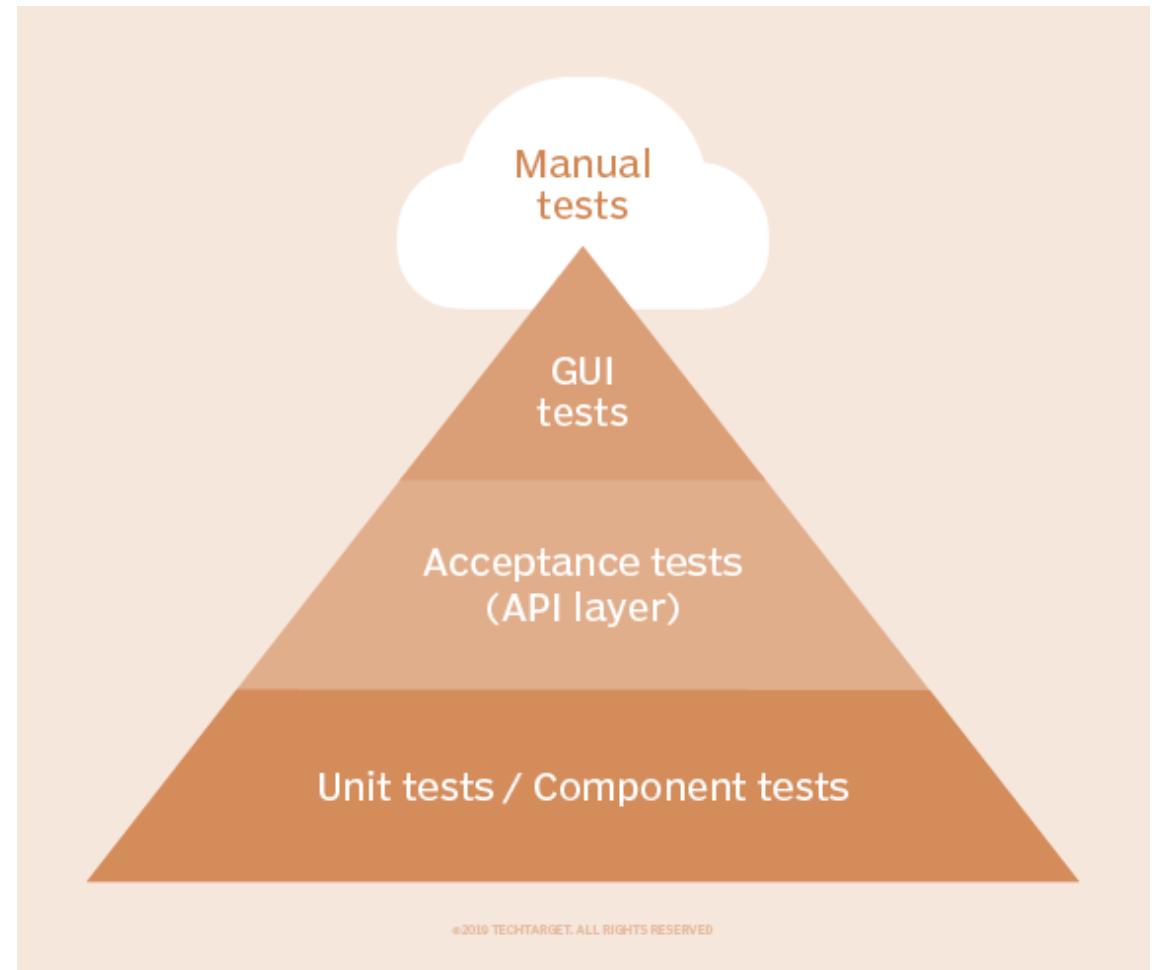 Manual
tests
GUI
tests
Acceptance tests
(API layer)
Unit tests / Component tests
©2019 TECHTARGET. ALL RIGHTS RESERVED